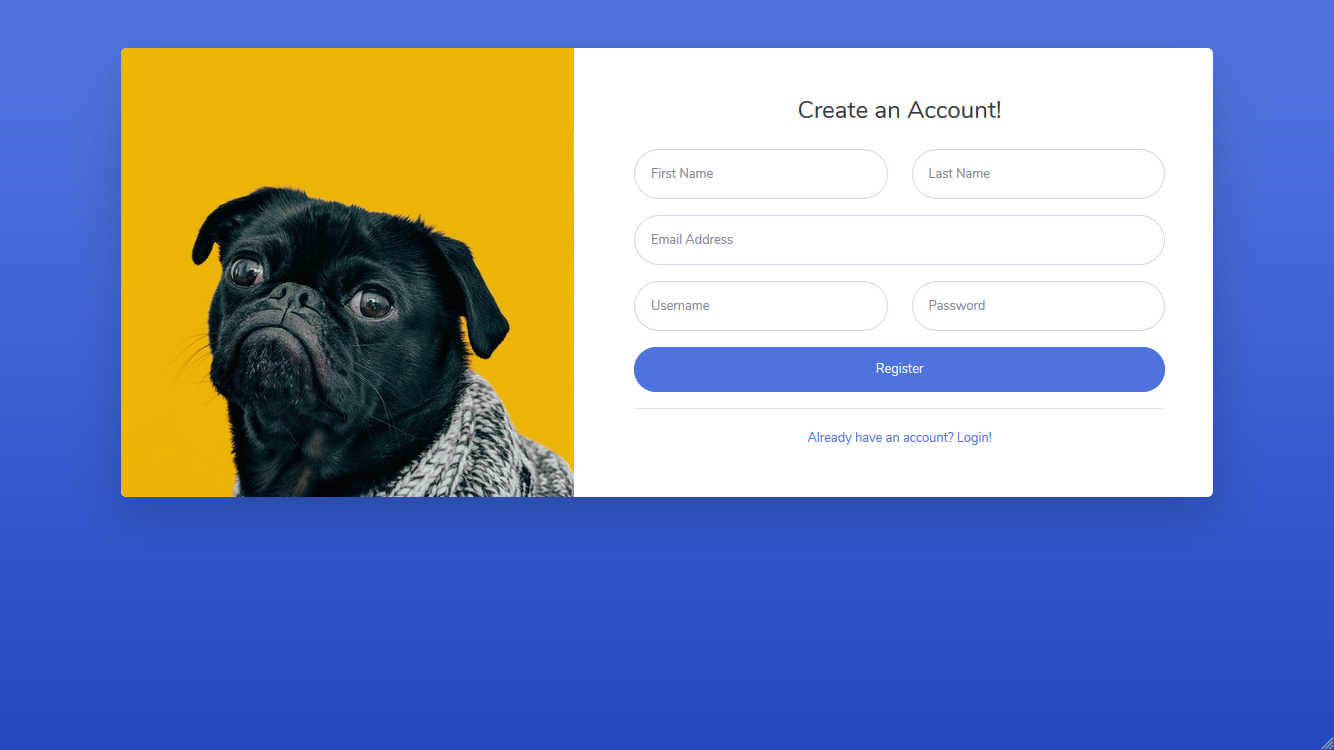 Create an Account!
First Name
Last Name
Email Address
Username
Password
Register
Already have an account? Login!